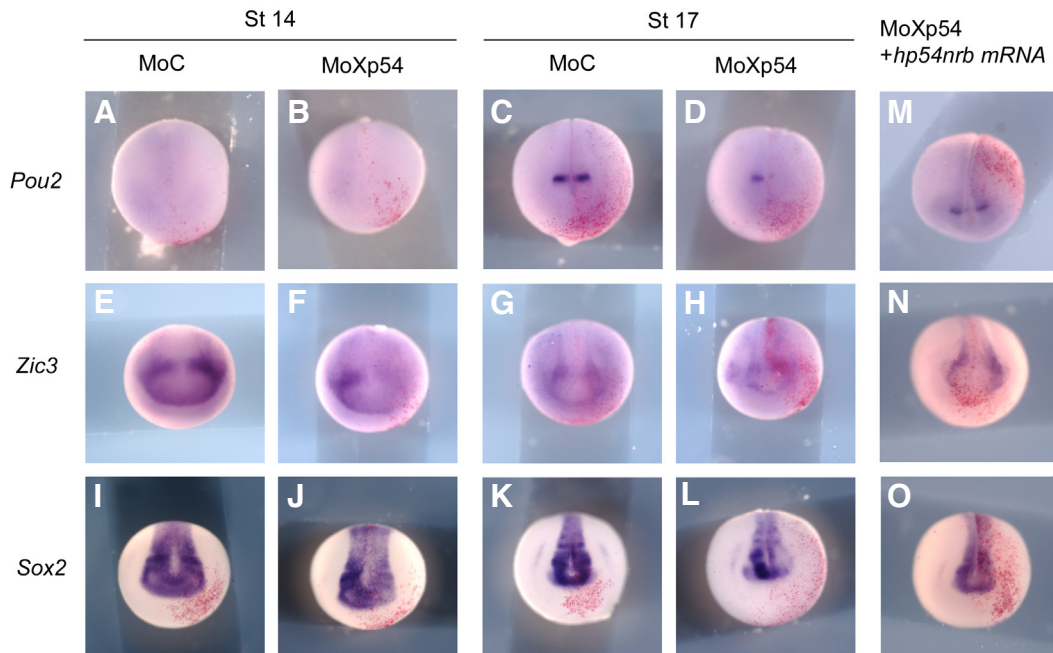 St 14
St 17
MoC
MoXp54
MoC
MoXp54
MoXp54
+hp54nrb mRNA
Pou2
A
B
C
D
M
Zic3
E
F
G
H
N
Sox2
I
J
K
L
O